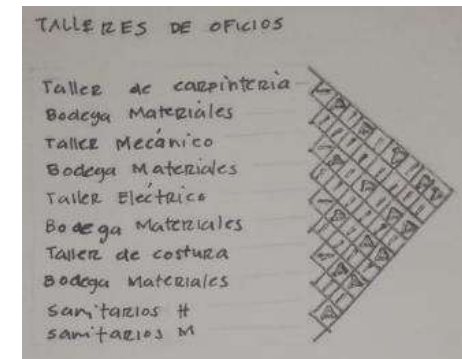 TALLERES DE OFICIOS
Taller de carpintería
Bodega Materiales
Taller Mecánico
Bodega Materiales
Taller Eléctrico
Bodega Materiales
Taller de costura
Bodega Materiales
Sanitarios H
Sanitarios M